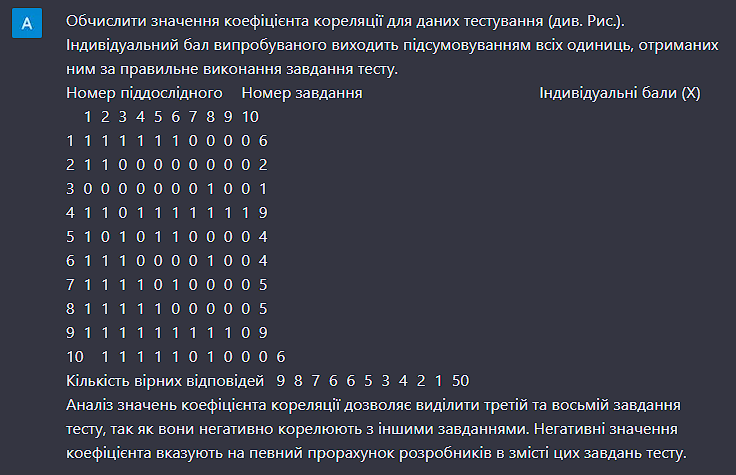 A
Обчислити значення коефіцієнта кореляції для даних тестування (див. Рис.).
Індивідуальний бал випробуваного виходить підсумовуванням всіх одиниць, отриманих
ним за правильне виконання завдання тесту.
Номер піддослідного Номер завдання Індивідуальні бали (X)
1 2 3 4 5 6 7 8 9 10
1 1 1 1 1 1 1 0 0 0 0 6
2 1 1 0 0 0 0 0 0 0 0 2
3 0 0 0 0 0 0 0 1 0 0 1
4 1 1 0 1 1 1 1 1 1 1 9
5 1 0 1 0 1 1 0 0 0 0 4
6 1 1 1 0 0 0 0 1 0 0 4
7 1 1 1 1 0 1 0 0 0 0 5
8 1 1 1 1 1 0 0 0 0 0 5
9 1 1 1 1 1 1 1 1 1 0 9
10 1 1 1 1 1 0 1 0 0 0 6
Кількість вірних відповідей 9 8 7 6 6 5 3 4 2 1 50
Аналіз значень коефіцієнта кореляції дозволяє виділити третій та восьмій завдання
тесту, так як вони негативно корелюють з іншими завданнями. Негативні значення
коефіцієнта вказують на певний прорахунок розробників в змісті цих завдань тесту.